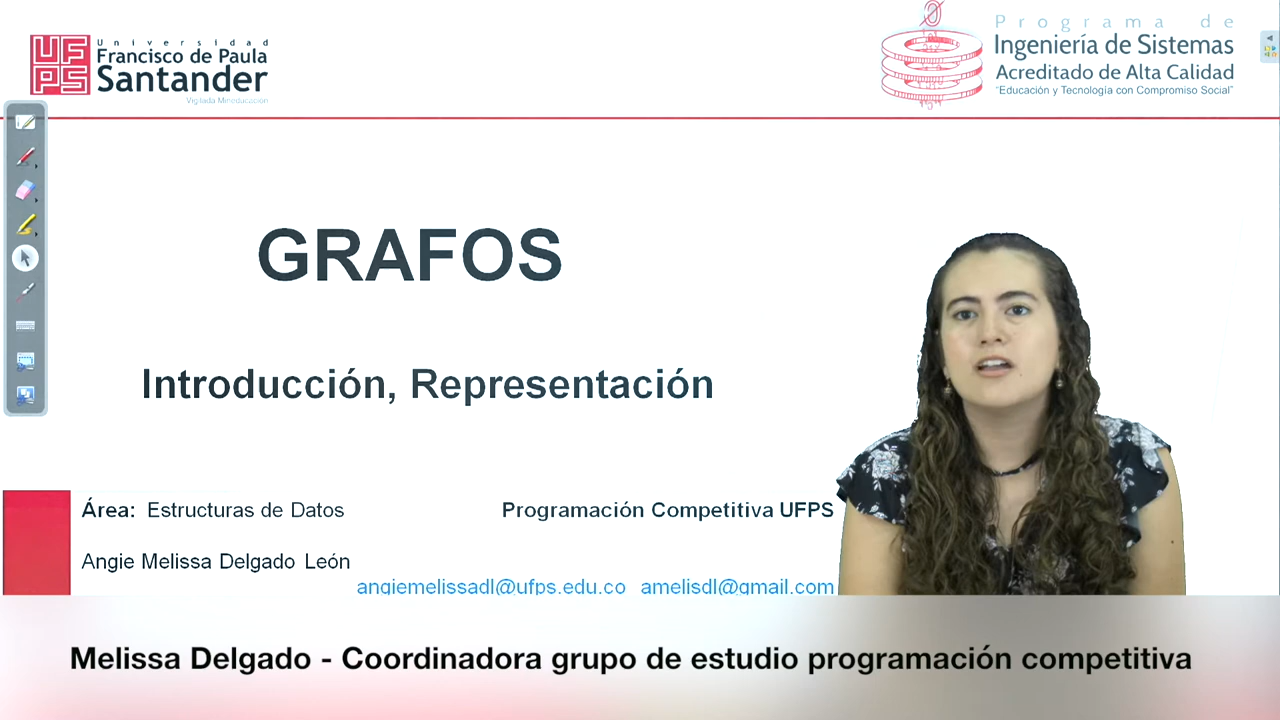 UFPS
Universidad
Francisco de Paula
Santander
Vigilada Mineducación
Programa de
Ingeniería de Sistemas
Acreditado de Alta Calidad
"Educación y Tecnología con Compromiso Social"
GRAFOS
Introducción, Representación
Área: Estructuras de Datos
Programación Competitiva UFPS
Angie Melissa Delgado León
angiemelissadl@ufps.edu.co amelisdl@gmail.com
Melissa Delgado - Coordinadora grupo de estudio programación competitiva